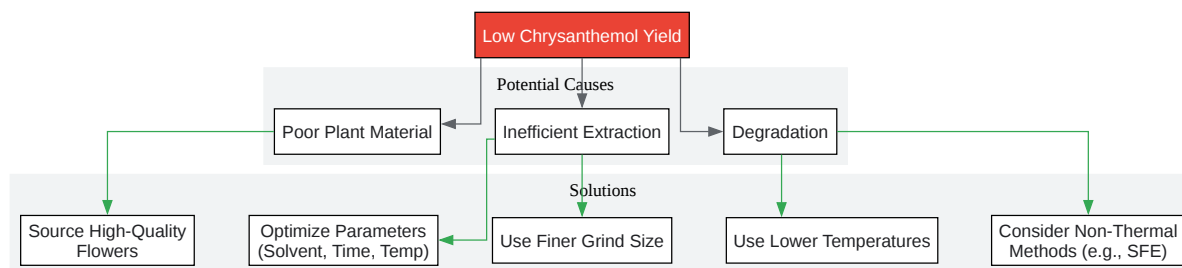 Low Chrysanthemol Yield
Potential Causes
Poor Plant Material
Inefficient Extraction
Degradation
Solutions
Source High-Quality
Flowers
Optimize Parameters
(Solvent, Time, Temp)
Use Finer Grind Size
Use Lower Temperatures
Consider Non-Thermal
Methods (e.g., SFE)